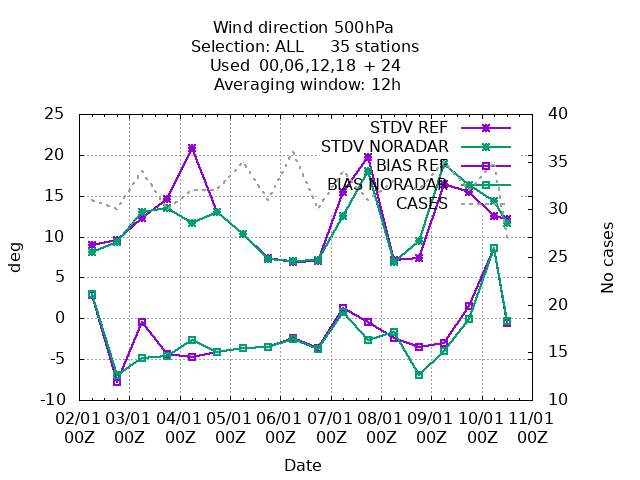 Wind direction 500hPa
Selection: ALL 35 stations
Used 00,06,12,18 + 24
Averaging window: 12h
25
20
15
10
5
0
-5
-10
deg
40
35
30
25
20
15
10
No cases
STDV REF
STDV NORADAR
BIAS REF
BIAS NORADAR
CASES
02/01 03/01 04/01 05/01 06/01 07/01 08/01 09/01 10/01 11/01
00Z 00Z 00Z 00Z 00Z 00Z 00Z 00Z 00Z 00Z
Date